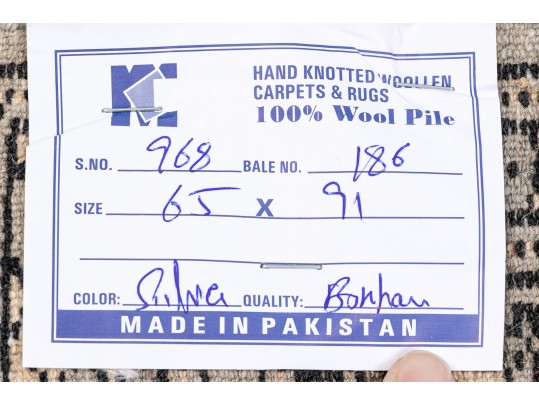 KC
HAND KNOTTED WOOLLEN
CARPETS & RUGS
100% Wool Pile
S.NO. 968 BALE NO. 186
SIZE 65 X 91
COLOR: Silver QUALITY:
MADE IN PAKISTAN